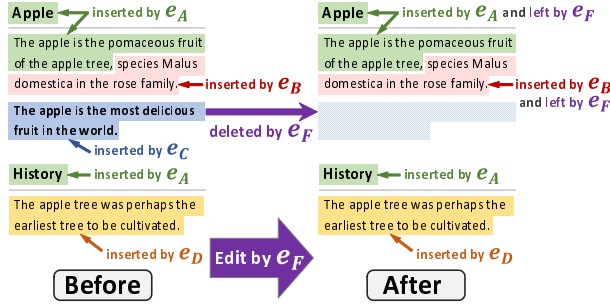 Apple
inserted by eA
The apple is the pomaceous fruit
of the apple tree, species Malus
domestica in the rose family.
inserted by eB
The apple is the most delicious
fruit in the world.
deleted by eF
inserted by eC
History
inserted by eA
The apple tree was perhaps the
earliest tree to be cultivated.
inserted by eD
Before
Edit by eF
Apple
inserted by eA and left by eF
The apple is the pomaceous fruit
of the apple tree, species Malus
domestica in the rose family.
inserted by eB
and left by eF
History
inserted by eA
The apple tree was perhaps the
earliest tree to be cultivated.
inserted by eD
After